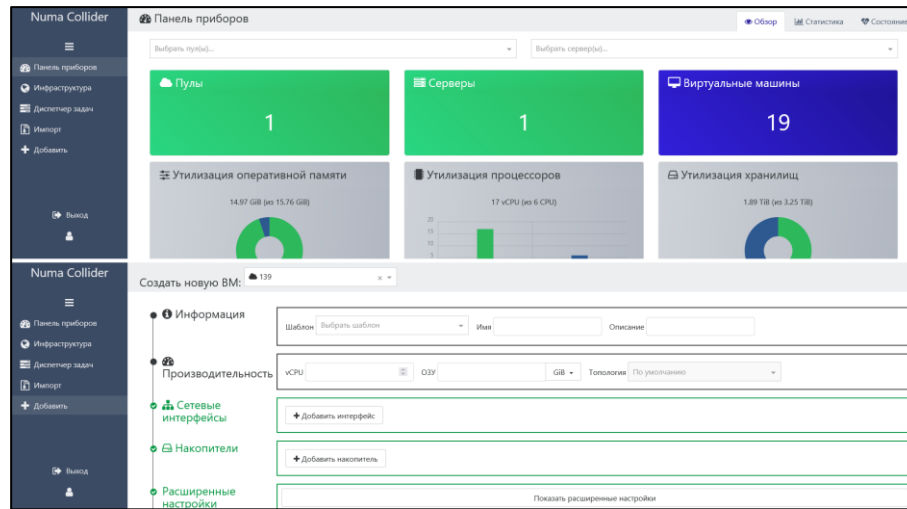 Numa Collider
Панель приборов
Обзор
Статистика
Состояние
Панель приборов
Инфраструктура
Диспетчер задач
Импорт
Добавить
Выход
Выбрать пул(ы)...
Выбрать сервер(ы)...
Пулы
1
Серверы
1
Виртуальные машины
19
Утилизация оперативной памяти
14.97 GiB (из 15.76 GiB)
Утилизация процессоров
17 vCPU (из 6 CPU)
20
15
10
5
Утилизация хранилищ
1.89 TiB (из 3.25 TiB)
Numa Collider
Панель приборов
Инфраструктура
Диспетчер задач
Импорт
Добавить
Выход
Создать новую ВМ: 139
Информация
Шаблон Выбрать шаблон Имя Описание
Производительность
vCPU ОЗУ GiB Топология По умолчанию
Сетевые
интерфейсы
Добавить интерфейс
Накопители
Добавить накопитель
Расширенные
настройки
Показать расширенные настройки